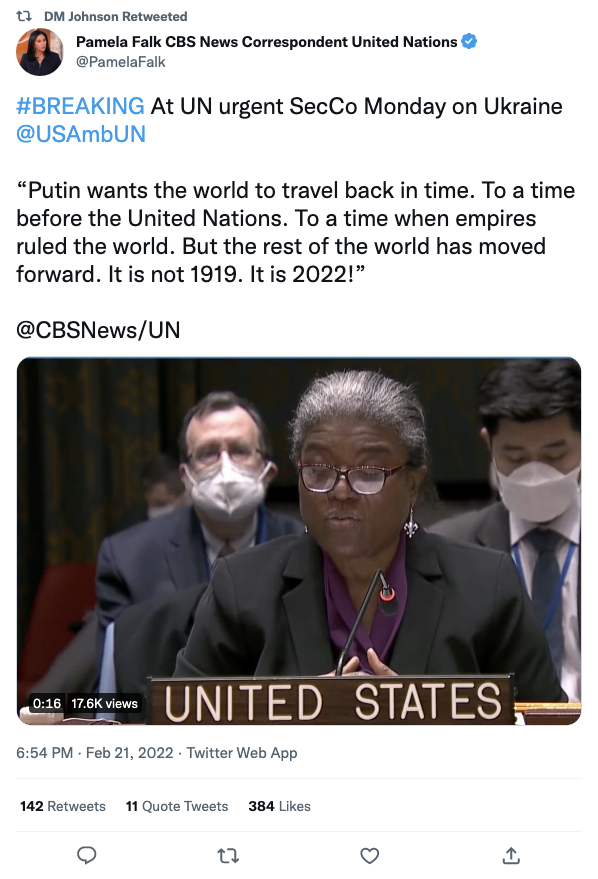 DM Johnson Retweeted
Pamela Falk CBS News Correspondent United Nations
@PamelaFalk
#BREAKING At UN urgent SecCo Monday on Ukraine
@USAmbUN
“Putin wants the world to travel back in time. To a time
before the United Nations. To a time when empires
ruled the world. But the rest of the world has moved
forward. It is not 1919. It is 2022!”
@CBSNews/UN
0:16 17.6K views
UNITED STATES
6:54 PM · Feb 21, 2022 · Twitter Web App
142 Retweets 11 Quote Tweets 384 Likes